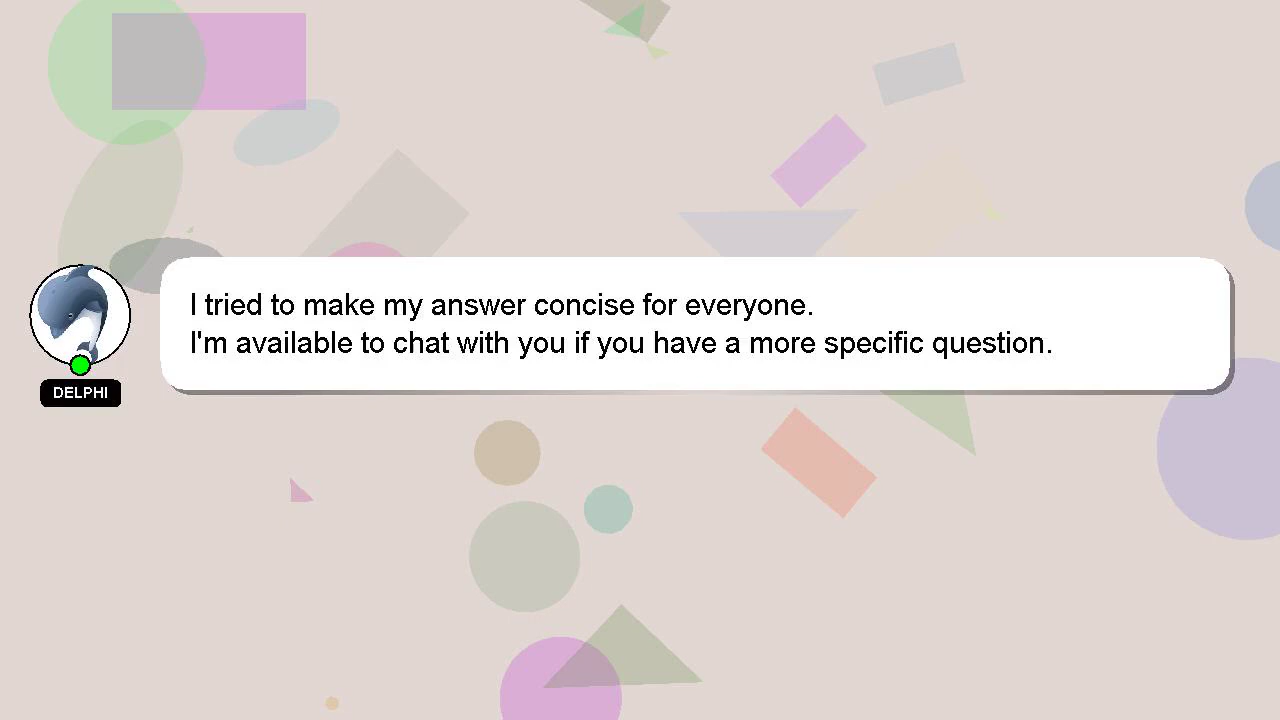 I tried to make my answer concise for everyone.
I'm available to chat with you if you have a more specific question.
DELPHI